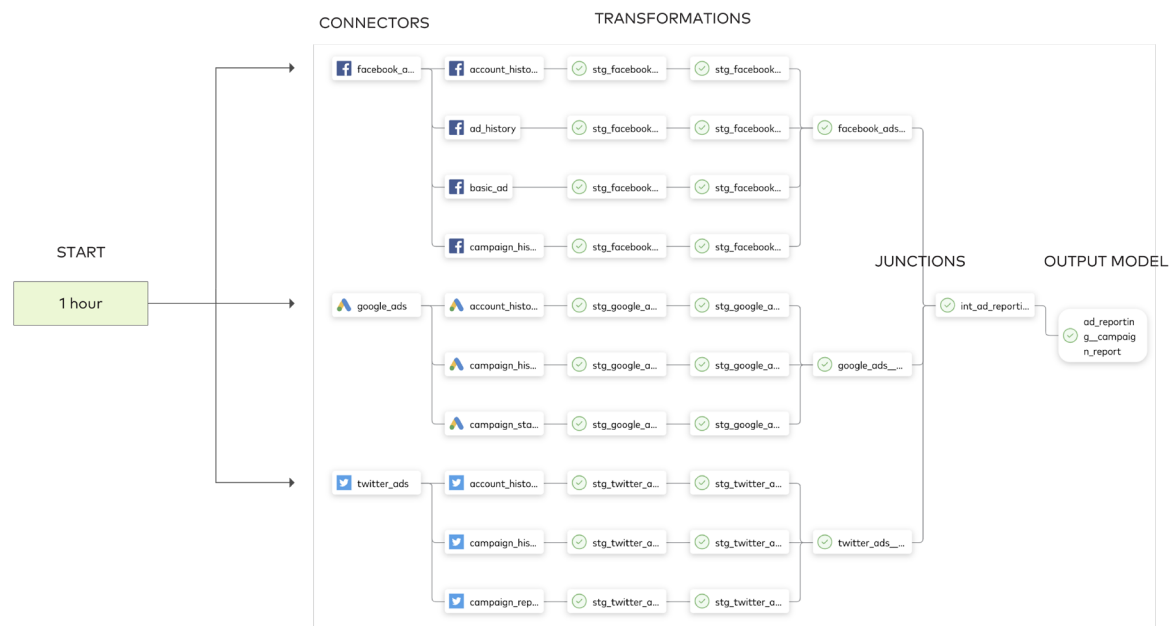 CONNECTORS
TRANSFORMATIONS
facebook_a...
account_histo...
stg_facebook...
stg_facebook...
ad_history
stg_facebook...
stg_facebook...
facebook_ads...
basic_ad
stg_facebook...
stg_facebook...
START
campaign_his...
stg_facebook...
stg_facebook...
JUNCTIONS
OUTPUT MODEL
1 hour
google_ads
account_histo...
stg_google_a...
stg_google_a...
int_ad_reporti...
ad_reportin
g__campaig
n_report
campaign_his...
stg_google_a...
stg_google_a...
google_ads__...
campaign_sta...
stg_google_a...
stg_google_a...
twitter_ads
account_histo...
stg_twitter_a...
stg_twitter_a...
campaign_his...
stg_twitter_a...
stg_twitter_a...
twitter_ads__...
campaign_rep...
stg_twitter_a...
stg_twitter_a...